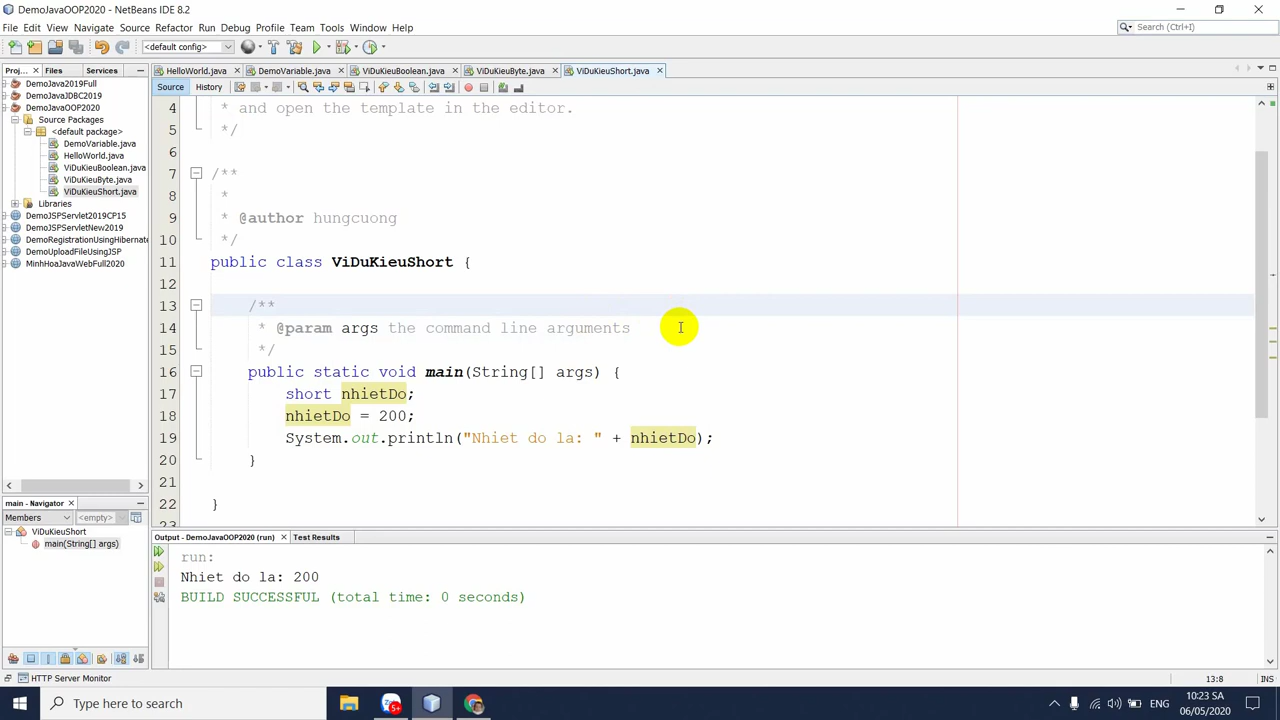 DemoJavaOOP2020 - NetBeans IDE 8.2
File Edit View Navigate Source Refactor Run Debug Profile Team Tools Window Help
<default config>
Search (Ctrl+I)
Proj... Files Services
HelloWorld.java DemoVariable.java ViDuKieuBoolean.java ViDuKieuByte.java ViDuKieuShort.java
Source History
DemoJava2019Full
DemoJavaJDBC2019
DemoJavaOOP2020
Source Packages
<default package>
DemoVariable.java
HelloWorld.java
ViDuKieuBoolean.java
ViDuKieuByte.java
ViDuKieuShort.java
Libraries
DemoJSPServlet2019CP15
DemoJSPServletNew2019
DemoRegistrationUsingHibernate
DemoUploadFileUsingJSP
MinhHoaJavaWebFull2020
4 * and open the template in the editor.
5 */
6
7 /**
8 *
9 * @author hungcuong
10 */
11 public class ViDuKieuShort {
12
13 /**
14 * @param args the command line arguments
15 */
16 public static void main(String[] args) {
17 short nhietDo;
18 nhietDo = 200;
19 System.out.println("Nhiet do la: " + nhietDo);
20 }
21
22 }
23
main - Navigator
Members <empty>
ViDuKieuShort
main(String[] args)
Output - DemoJavaOOP2020 (run) Test Results
run:
Nhiet do la: 200
BUILD SUCCESSFUL (total time: 0 seconds)
HTTP Server Monitor
13:8 INS
Type here to search
5+
ENG
10:23 SA
06/05/2020